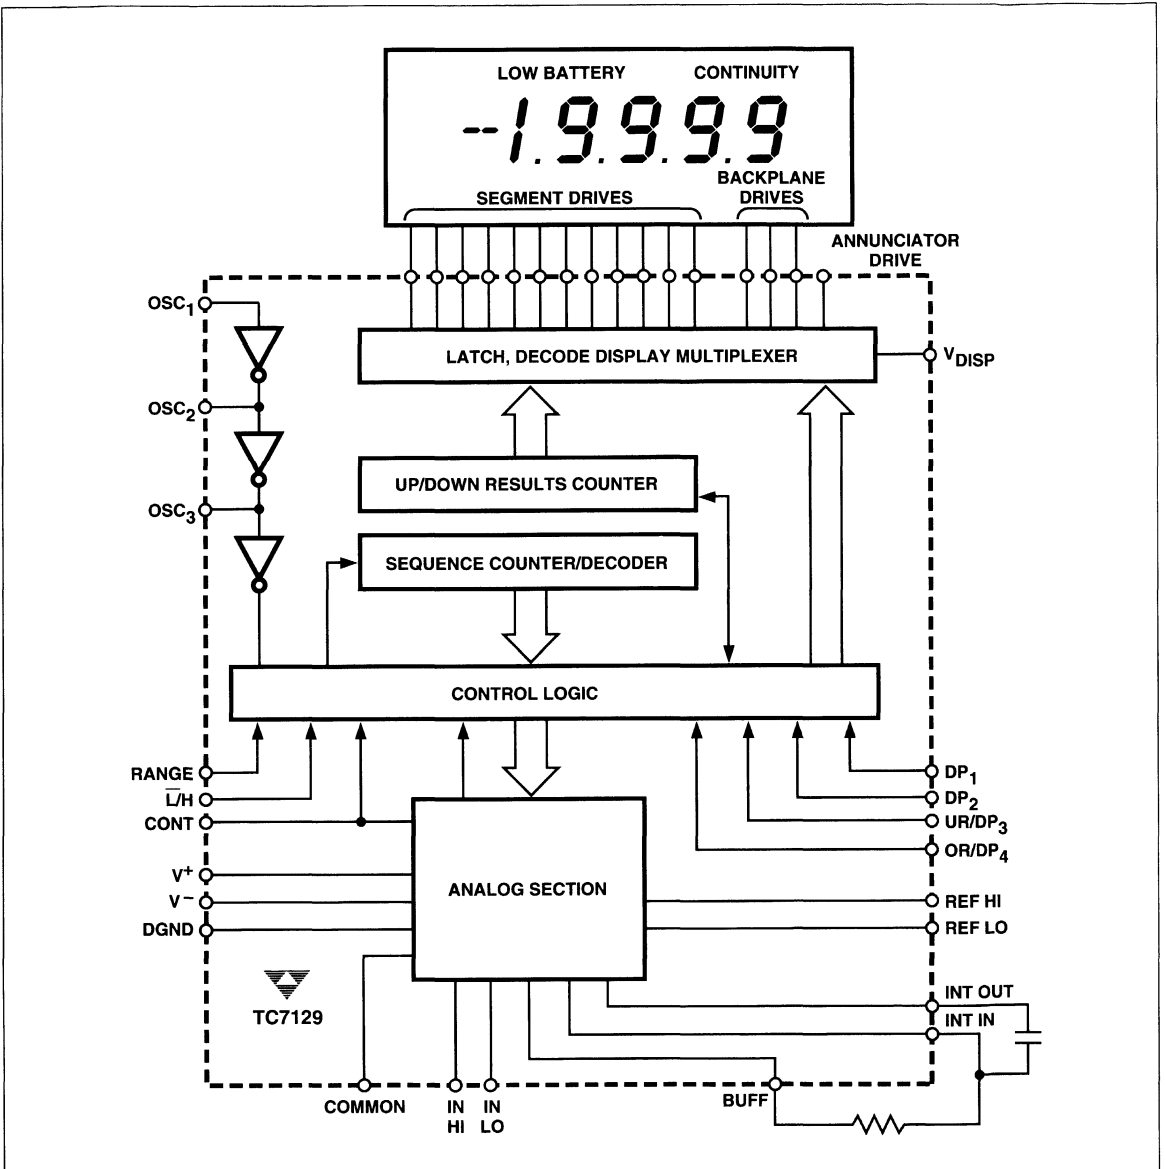 LOW BATTERY CONTINUITY
--1.9.9.9.9
BACKPLANE
DRIVES
SEGMENT DRIVES
ANNUNCIATOR
DRIVE
OSC1
LATCH, DECODE DISPLAY MULTIPLEXER
VDISP
OSC2
UP/DOWN RESULTS COUNTER
OSC3
SEQUENCE COUNTER/DECODER
CONTROL LOGIC
RANGE
L̅/H
CONT
V+
V−
DGND
DP1
DP2
UR/DP3
OR/DP4
ANALOG SECTION
REF HI
REF LO
TC7129
INT OUT
INT IN
COMMON
IN
HI
IN
LO
BUFF